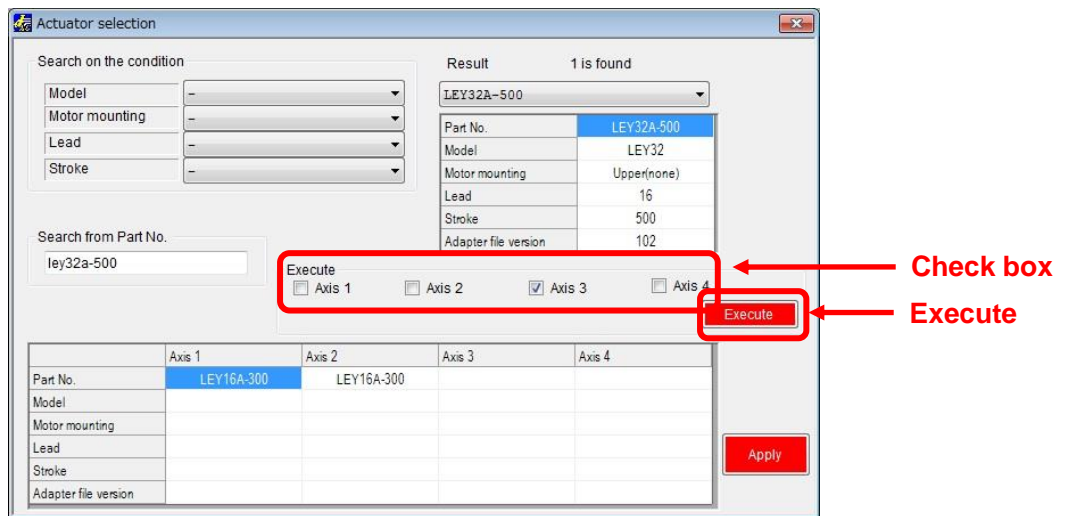 Actuator selection
Search on the condition
Model -
Motor mounting -
Lead -
Stroke -
Result 1 is found
LEY32A-500
Part No. LEY32A-500
Model LEY32
Motor mounting Upper(none)
Lead 16
Stroke 500
Adapter file version 102
Search from Part No.
ley32a-500
Execute
Axis 1 Axis 2 Axis 3 Axis 4
Check box
Execute
Execute
Axis 1 Axis 2 Axis 3 Axis 4
Part No. LEY16A-300 LEY16A-300
Model
Motor mounting
Lead
Stroke
Adapter file version
Apply